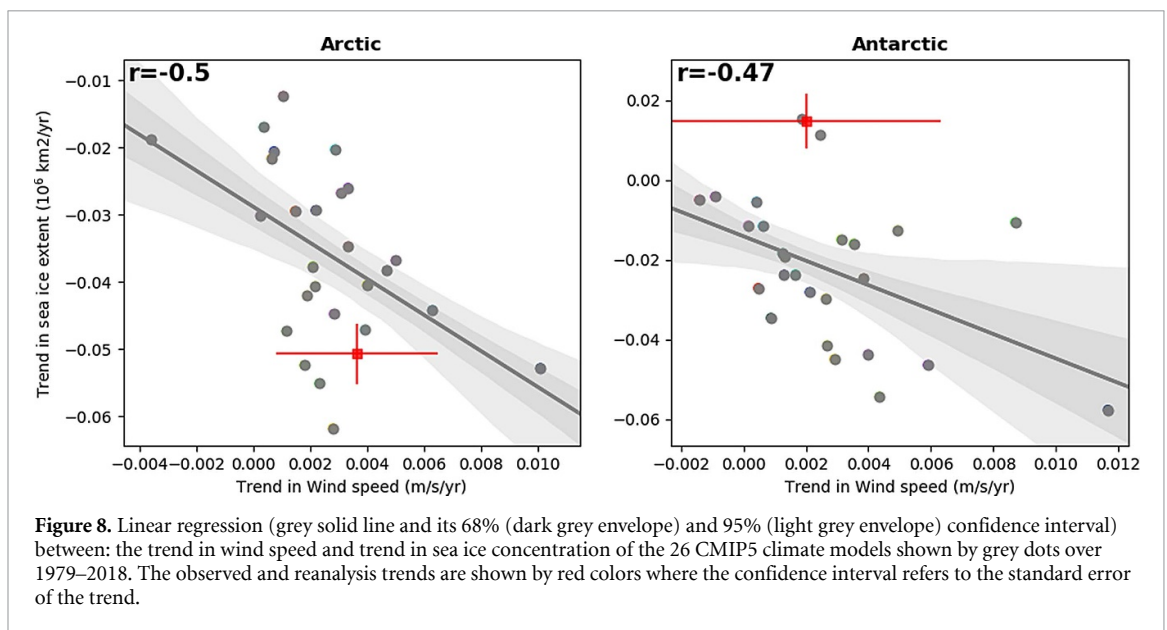 Arctic
Antarctic
r=-0.5
r=-0.47
Trend in sea ice extent (10⁶ km2/yr)
−0.01
−0.02
−0.03
−0.04
−0.05
−0.06
0.02
0.00
−0.02
−0.04
−0.06
−0.004 −0.002 0.000 0.002 0.004 0.006 0.008 0.010
−0.002 0.000 0.002 0.004 0.006 0.008 0.010 0.012
Trend in Wind speed (m/s/yr)
Trend in Wind speed (m/s/yr)
Figure 8. Linear regression (grey solid line and its 68% (dark grey envelope) and 95% (light grey envelope) confidence interval)
between: the trend in wind speed and trend in sea ice concentration of the 26 CMIP5 climate models shown by grey dots over
1979–2018. The observed and reanalysis trends are shown by red colors where the confidence interval refers to the standard error
of the trend.